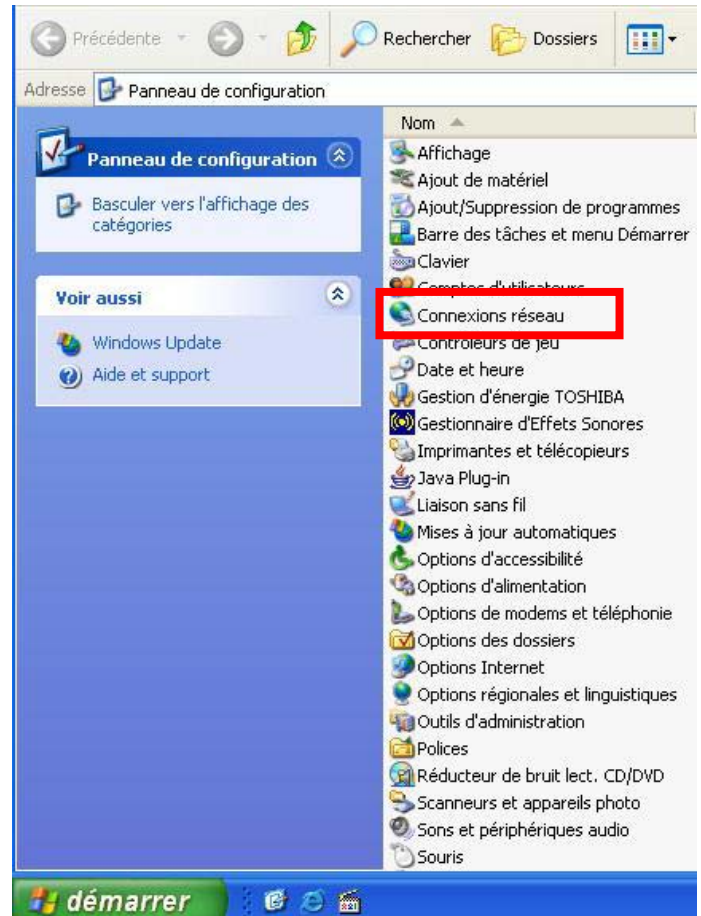 Précédente Rechercher Dossiers
Adresse Panneau de configuration
Nom
Panneau de configuration
Basculer vers l'affichage des
catégories
Voir aussi
Windows Update
Aide et support
Affichage
Ajout de matériel
Ajout/Suppression de programmes
Barre des tâches et menu Démarrer
Clavier
Comptes d'utilisateurs
Connexions réseau
Contrôleurs de jeu
Date et heure
Gestion d'énergie TOSHIBA
Gestionnaire d'Effets Sonores
Imprimantes et télécopieurs
Java Plug-in
Liaison sans fil
Mises à jour automatiques
Options d'accessibilité
Options d'alimentation
Options de modems et téléphonie
Options des dossiers
Options Internet
Options régionales et linguistiques
Outils d'administration
Polices
Réducteur de bruit lect. CD/DVD
Scanneurs et appareils photo
Sons et périphériques audio
Souris
démarrer